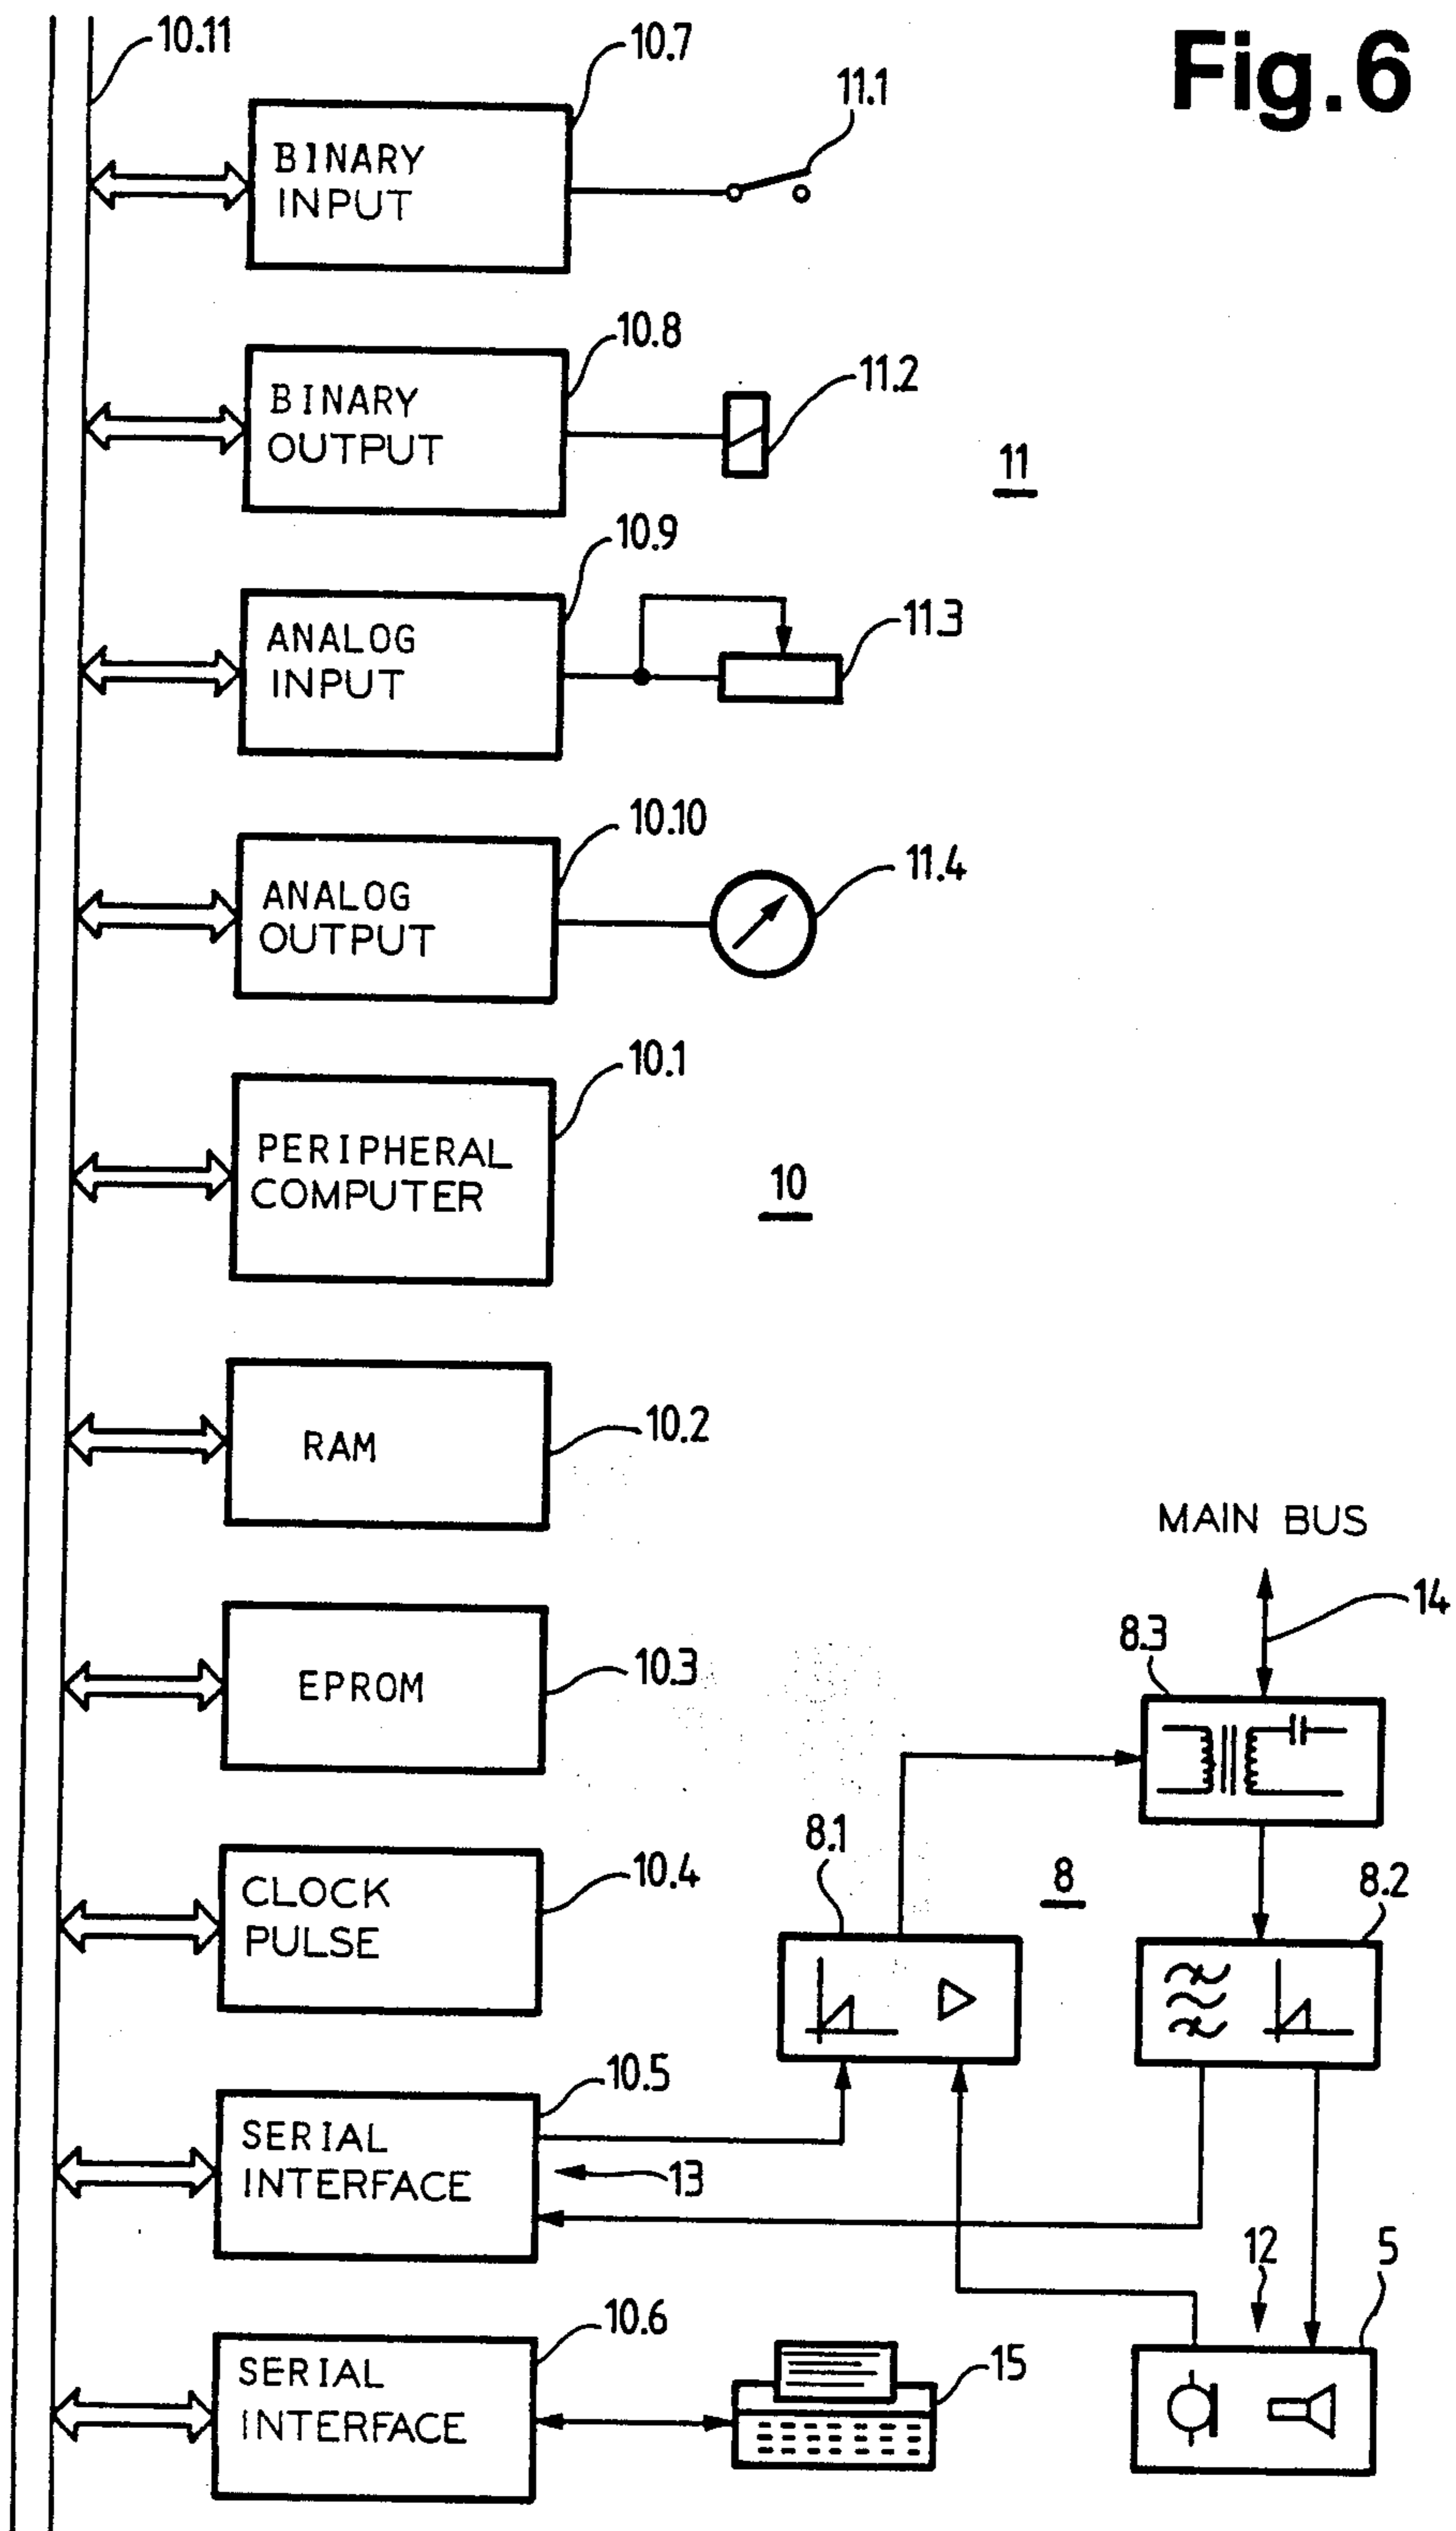 Fig.6
10.11
10.7
11.1
BINARY
INPUT
10.8
11.2
BINARY
OUTPUT
11
10.9
11.3
ANALOG
INPUT
10.10
11.4
ANALOG
OUTPUT
10.1
PERIPHERAL
COMPUTER
10
10.2
RAM
MAIN BUS
14
8.3
10.3
EPROM
8.1
8
8.2
10.4
CLOCK
PULSE
10.5
SERIAL
INTERFACE
13
12
5
10.6
SERIAL
INTERFACE
15